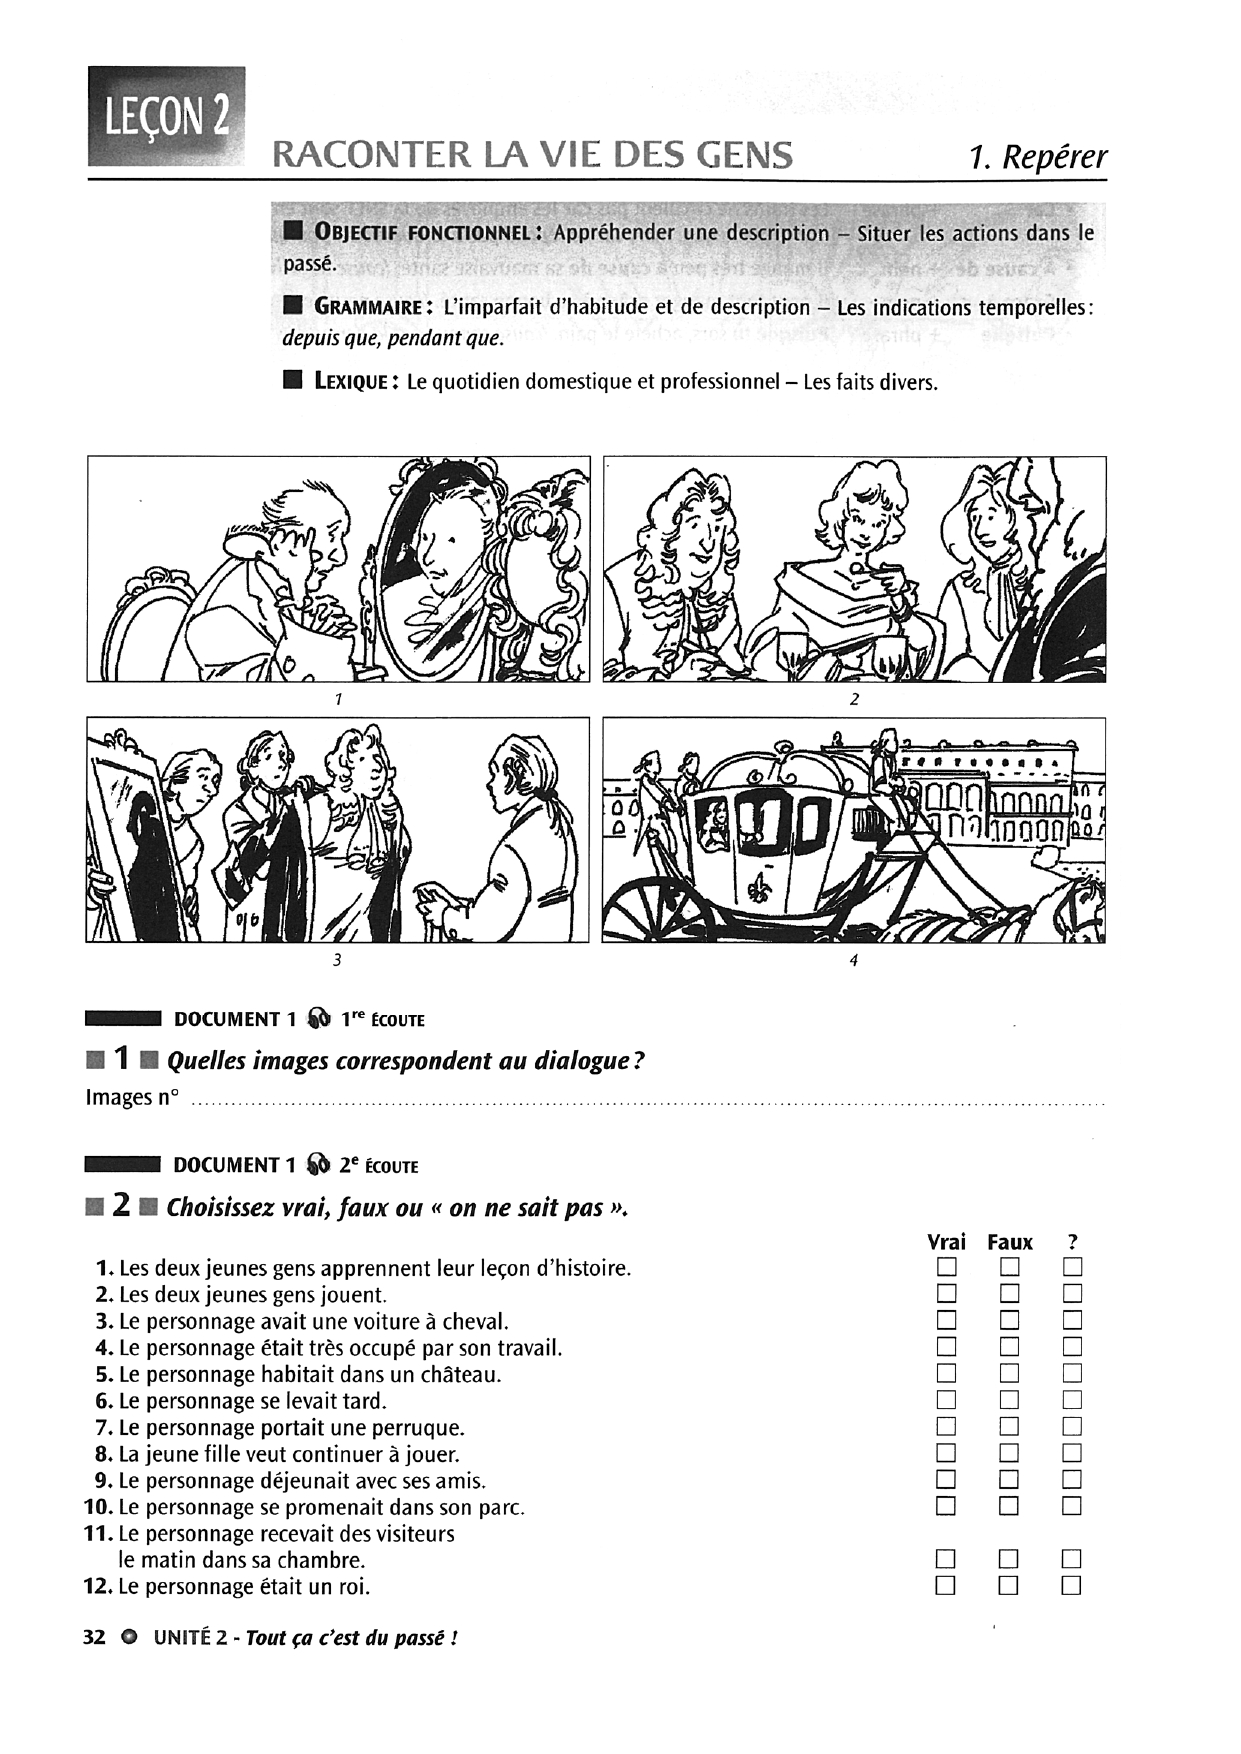 LEÇON 2
RACONTER LA VIE DES GENS
1. Repérer
■ OBJECTIF FONCTIONNEL : Appréhender une description – Situer les actions dans le
passé.
■ GRAMMAIRE : L'imparfait d'habitude et de description – Les indications temporelles :
depuis que, pendant que.
■ LEXIQUE : Le quotidien domestique et professionnel – Les faits divers.
1
2
3
4
DOCUMENT 1 1re ÉCOUTE
■ 1 ■ Quelles images correspondent au dialogue ?
Images n° ..........
DOCUMENT 1 2e ÉCOUTE
■ 2 ■ Choisissez vrai, faux ou « on ne sait pas ».
Vrai Faux ?
1. Les deux jeunes gens apprennent leur leçon d'histoire. □ □ □
2. Les deux jeunes gens jouent. □ □ □
3. Le personnage avait une voiture à cheval. □ □ □
4. Le personnage était très occupé par son travail. □ □ □
5. Le personnage habitait dans un château. □ □ □
6. Le personnage se levait tard. □ □ □
7. Le personnage portait une perruque. □ □ □
8. La jeune fille veut continuer à jouer. □ □ □
9. Le personnage déjeunait avec ses amis. □ □ □
10. Le personnage se promenait dans son parc. □ □ □
11. Le personnage recevait des visiteurs
le matin dans sa chambre. □ □ □
12. Le personnage était un roi. □ □ □
32 ● UNITÉ 2 - Tout ça c'est du passé !